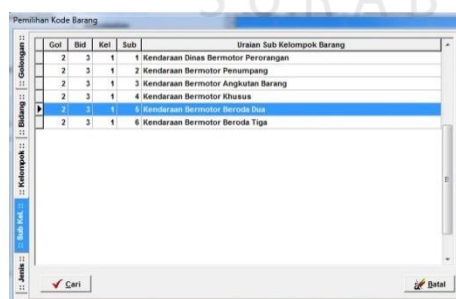 SURAB
Pemilihan Kode Barang
Gol Bid Kel Sub Uraian Sub Kelompok Barang
2 3 1 1 Kendaraan Dinas Bermotor Perorangan
2 3 1 2 Kendaraan Bermotor Penumpang
2 3 1 3 Kendaraan Bermotor Angkutan Barang
2 3 1 4 Kendaraan Bermotor Khusus
2 3 1 5 Kendaraan Bermotor Beroda Dua
2 3 1 6 Kendaraan Bermotor Beroda Tiga
:: Golongan ::
:: Bidang ::
:: Kelompok ::
:: Sub Kel. ::
:: Jenis ::
Cari
Batal